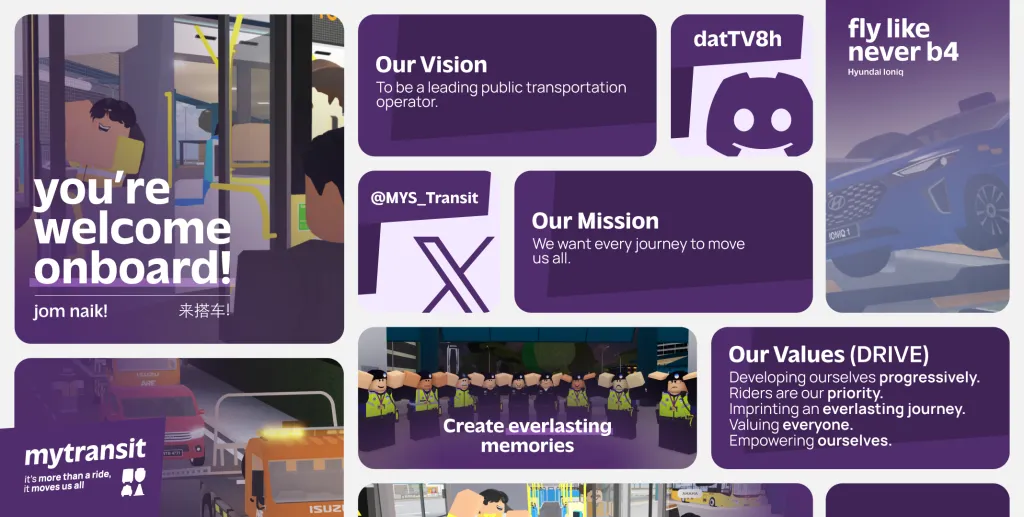 you're
welcome
onboard!
jom naik!
来搭车!
mytransit
it's more than a ride,
it moves us all
ISUZU
Our Vision
To be a leading public transportation
operator.
datTV8h
@MYS_Transit
Our Mission
We want every journey to move
us all.
fly like
never b4
Hyundai Ioniq
IONIQ 1
Create everlasting
memories
Our Values (DRIVE)
Developing ourselves progressively.
Riders are our priority.
Imprinting an everlasting journey.
Valuing everyone.
Empowering ourselves.